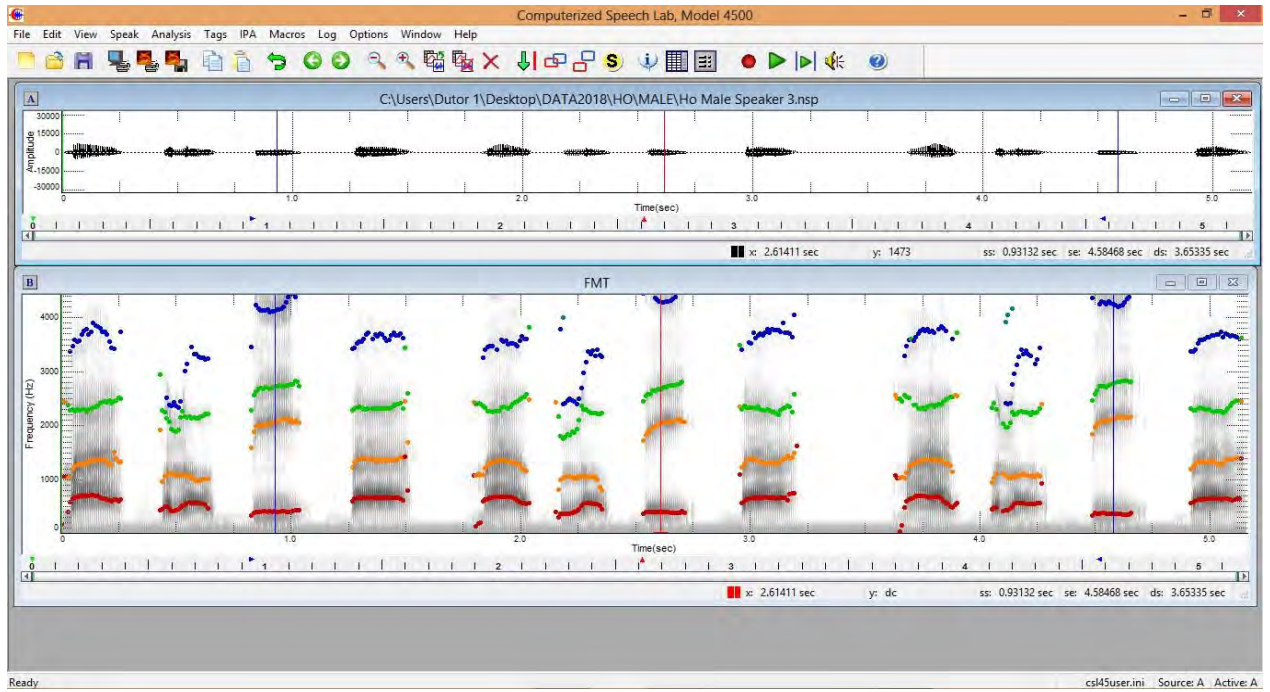 Computerized Speech Lab, Model 4500
File Edit View Speak Analysis Tags IPA Macros Log Options Window Help
S
A
C:\Users\Dutor 1\Desktop\DATA2018\HO\MALE\Ho Male Speaker 3.nsp
30000
15000
0
-15000
-30000
Amplitude
0 1.0 2.0 3.0 4.0 5.0
Time(sec)
0 1 2 3 4 5
x: 2.61411 sec y: 1473 ss: 0.93132 sec se: 4.58468 sec ds: 3.65335 sec
B
FMT
4000
3000
2000
1000
0
Frequency (Hz)
0 1.0 2.0 3.0 4.0 5.0
Time(sec)
0 1 2 3 4 5
x: 2.61411 sec y: dc ss: 0.93132 sec se: 4.58468 sec ds: 3.65335 sec
Ready csl45user.ini Source: A Active: A